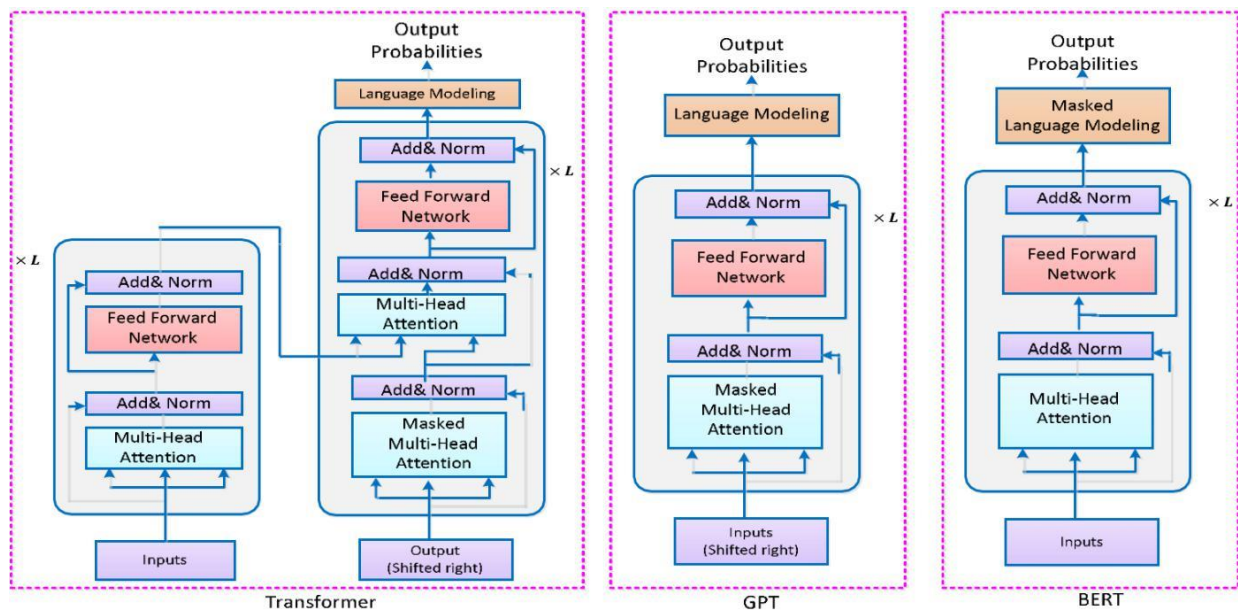 Output
Probabilities
Language Modeling
Add& Norm
× L
Feed Forward
Network
Add& Norm
Multi-Head
Attention
Add& Norm
Masked
Multi-Head
Attention
Output
(Shifted right)
× L
Add& Norm
Feed Forward
Network
Add& Norm
Multi-Head
Attention
Inputs
Transformer
Output
Probabilities
Language Modeling
Add& Norm
× L
Feed Forward
Network
Add& Norm
Masked
Multi-Head
Attention
Inputs
(Shifted right)
GPT
Output
Probabilities
Masked
Language Modeling
Add& Norm
× L
Feed Forward
Network
Add& Norm
Multi-Head
Attention
Inputs
BERT